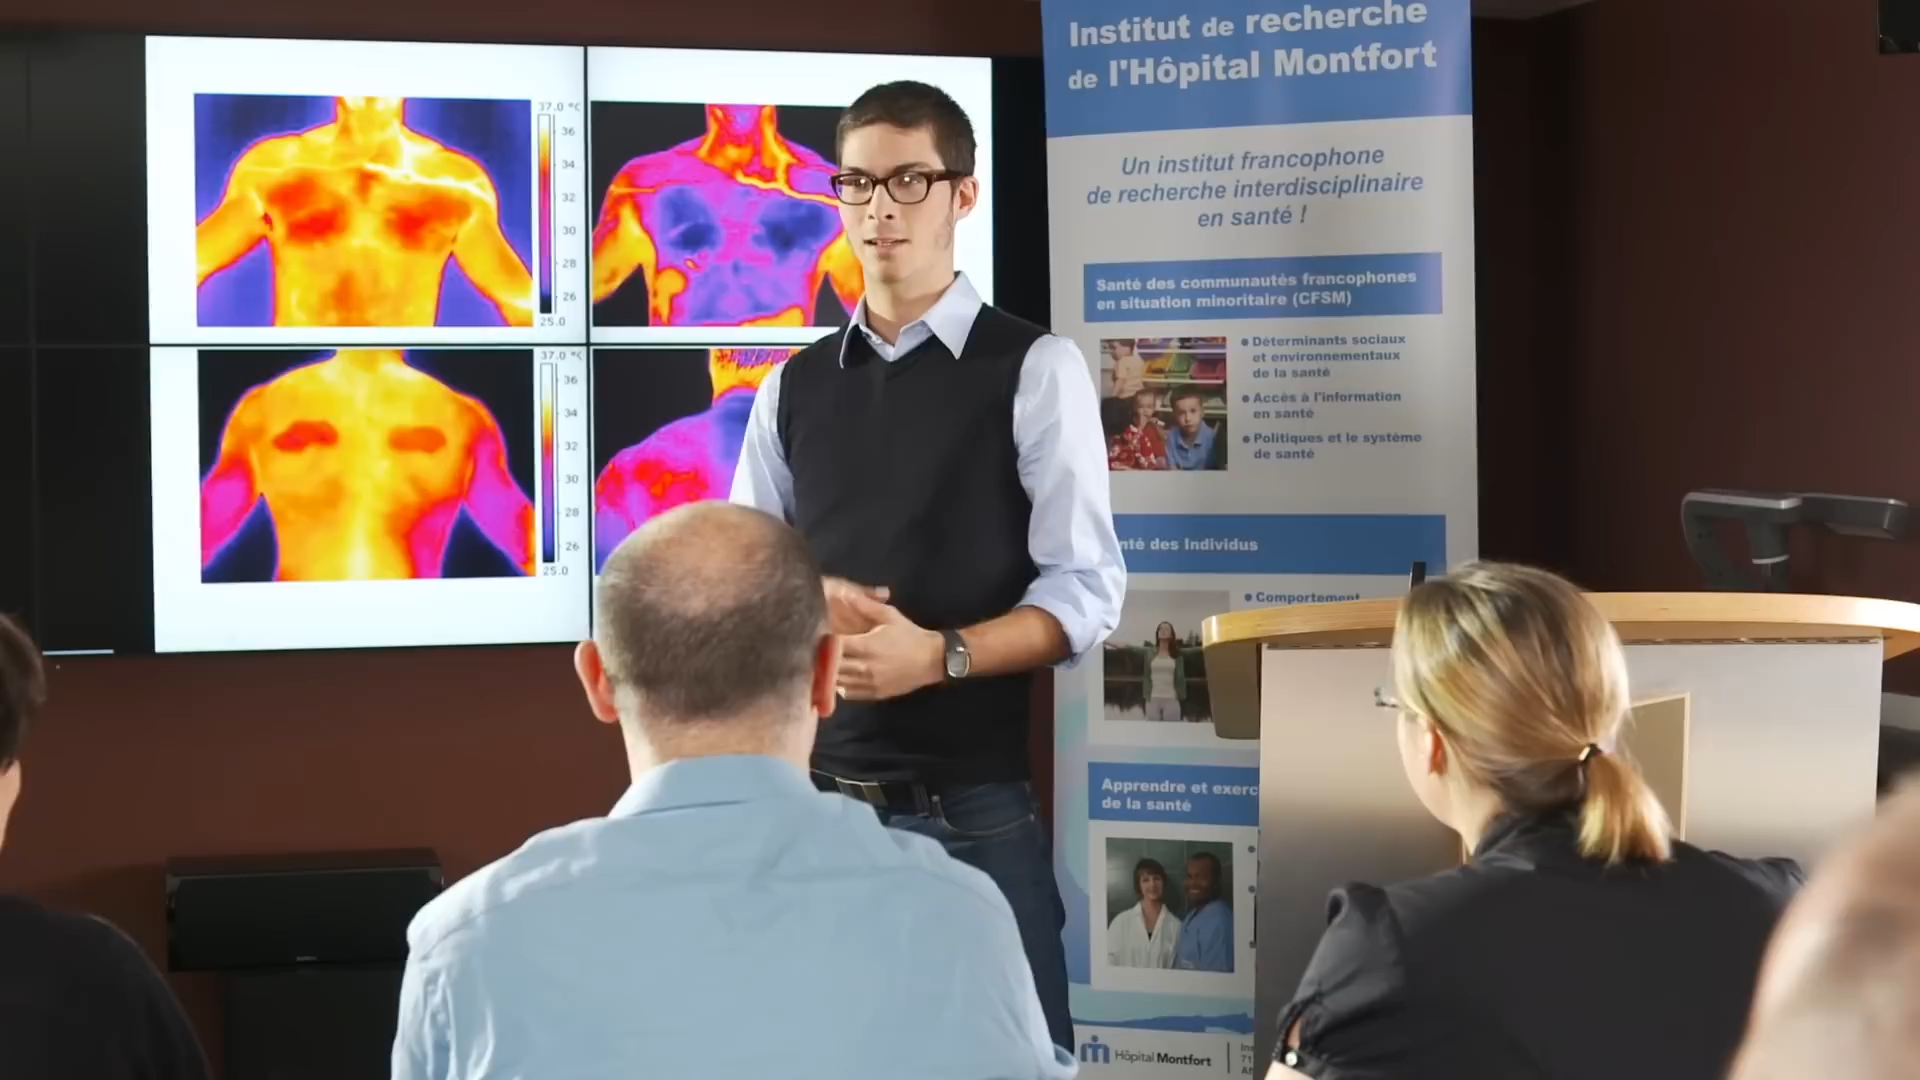 37.0 °C
36
34
32
30
28
26
25.0
37.0 °C
36
34
32
30
28
26
25.0
Institut de recherche
de l'Hôpital Montfort
Un institut francophone
de recherche interdisciplinaire
en santé !
Santé des communautés francophones
en situation minoritaire (CFSM)
• Déterminants sociaux
et environnementaux
de la santé
• Accès à l'information
en santé
• Politiques et le système
de santé
nté des Individus
• Comportement
Apprendre et exerc
de la santé
Hôpital Montfort